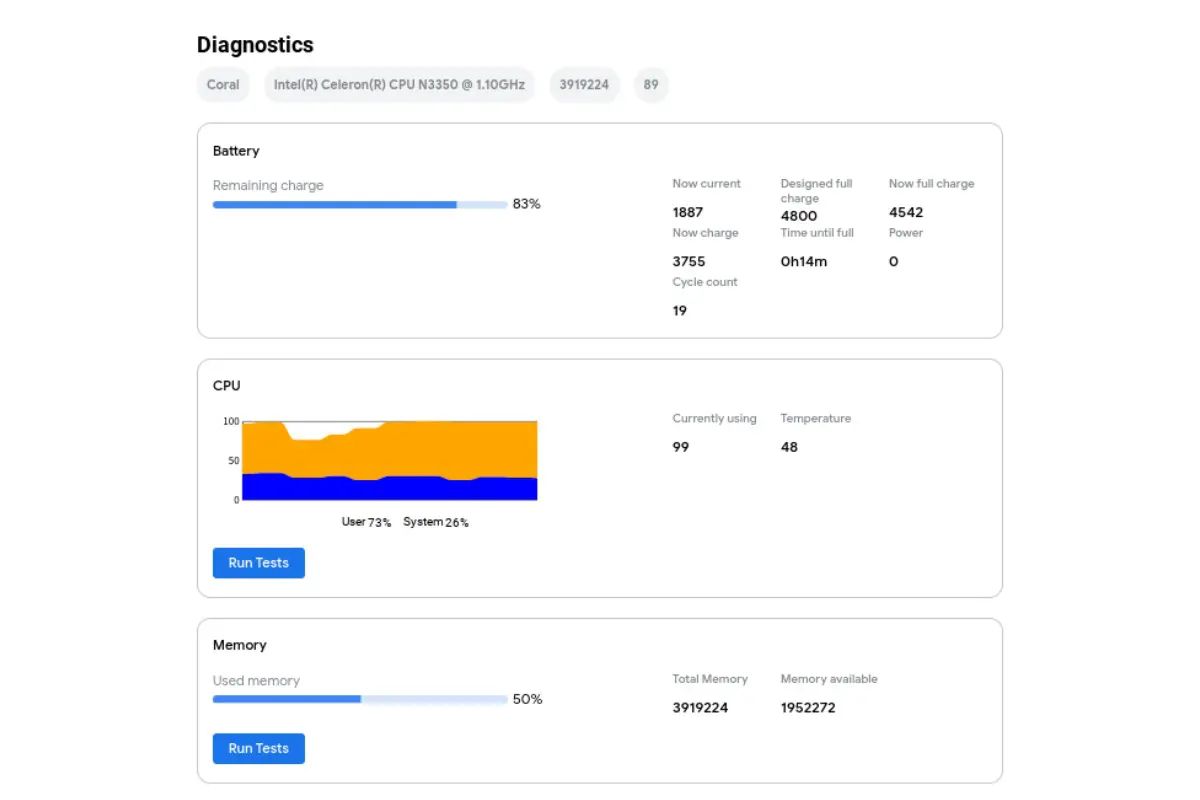 Diagnostics
Coral Intel(R) Celeron(R) CPU N3350 @ 1.10GHz 3919224 89
Battery
Remaining charge
83%
Now current Designed full charge Now full charge
1887 4800 4542
Now charge Time until full Power
3755 0h14m 0
Cycle count
19
CPU
100
50
0
User 73% System 26%
Currently using Temperature
99 48
Run Tests
Memory
Used memory
50%
Total Memory Memory available
3919224 1952272
Run Tests